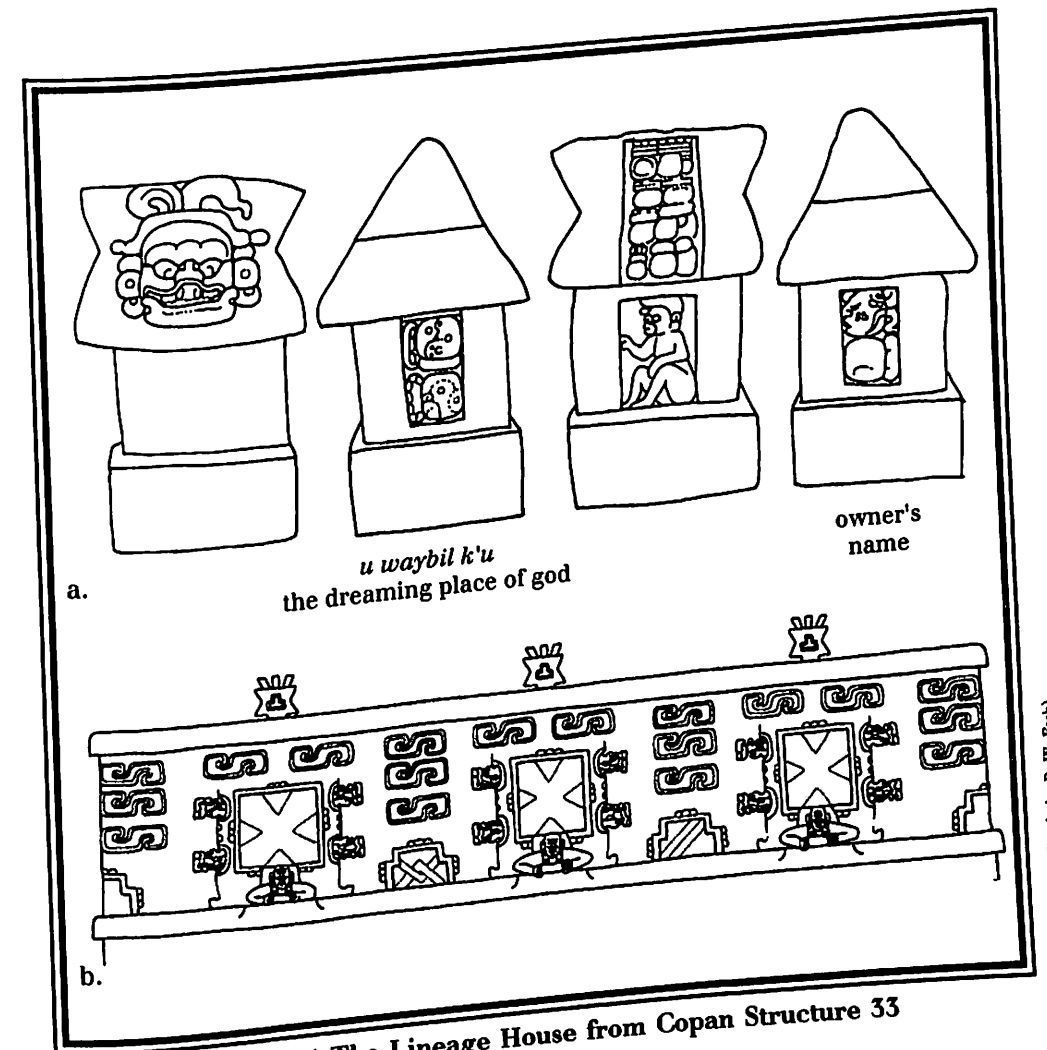 u waybil k'u
the dreaming place of god
owner's
name
a.
b.
The Lineage House from Copan Structure 33